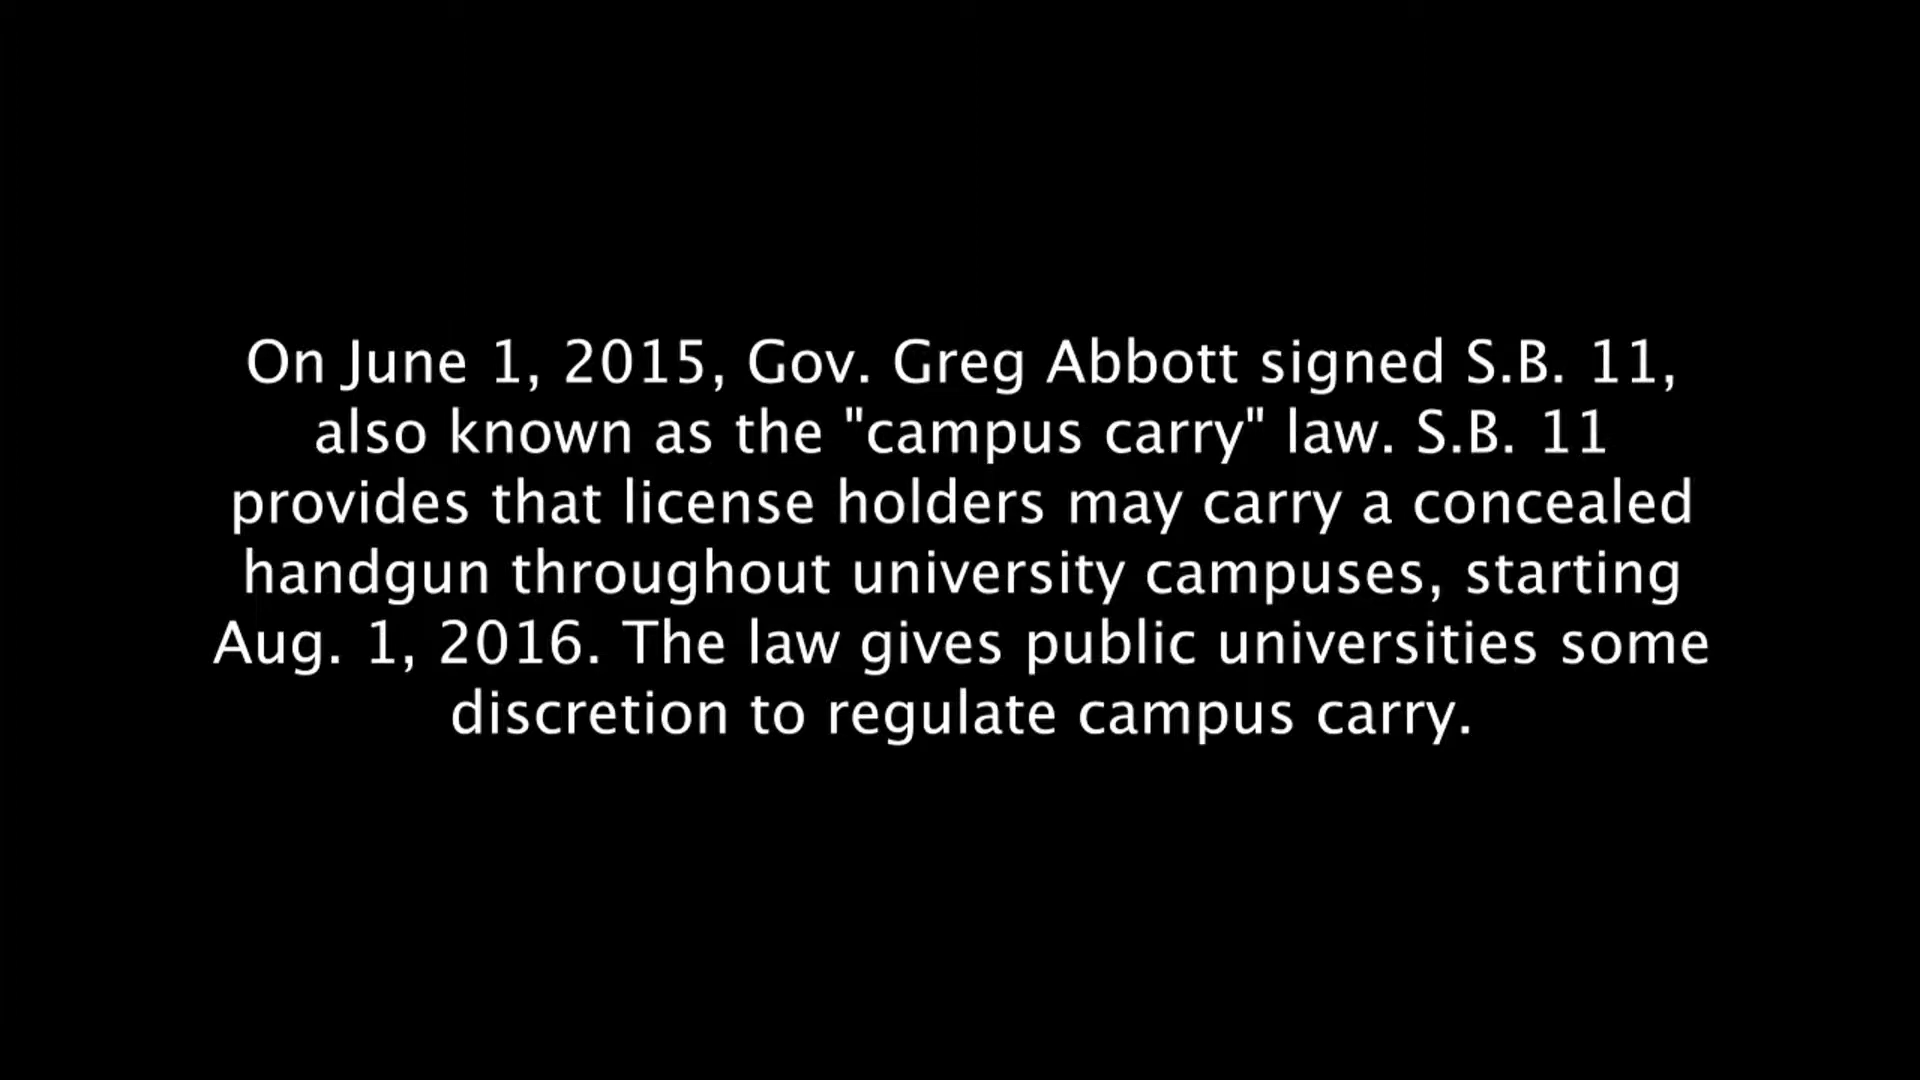 On June 1, 2015, Gov. Greg Abbott signed S.B. 11,
also known as the "campus carry" law. S.B. 11
provides that license holders may carry a concealed
handgun throughout university campuses, starting
Aug. 1, 2016. The law gives public universities some
discretion to regulate campus carry.